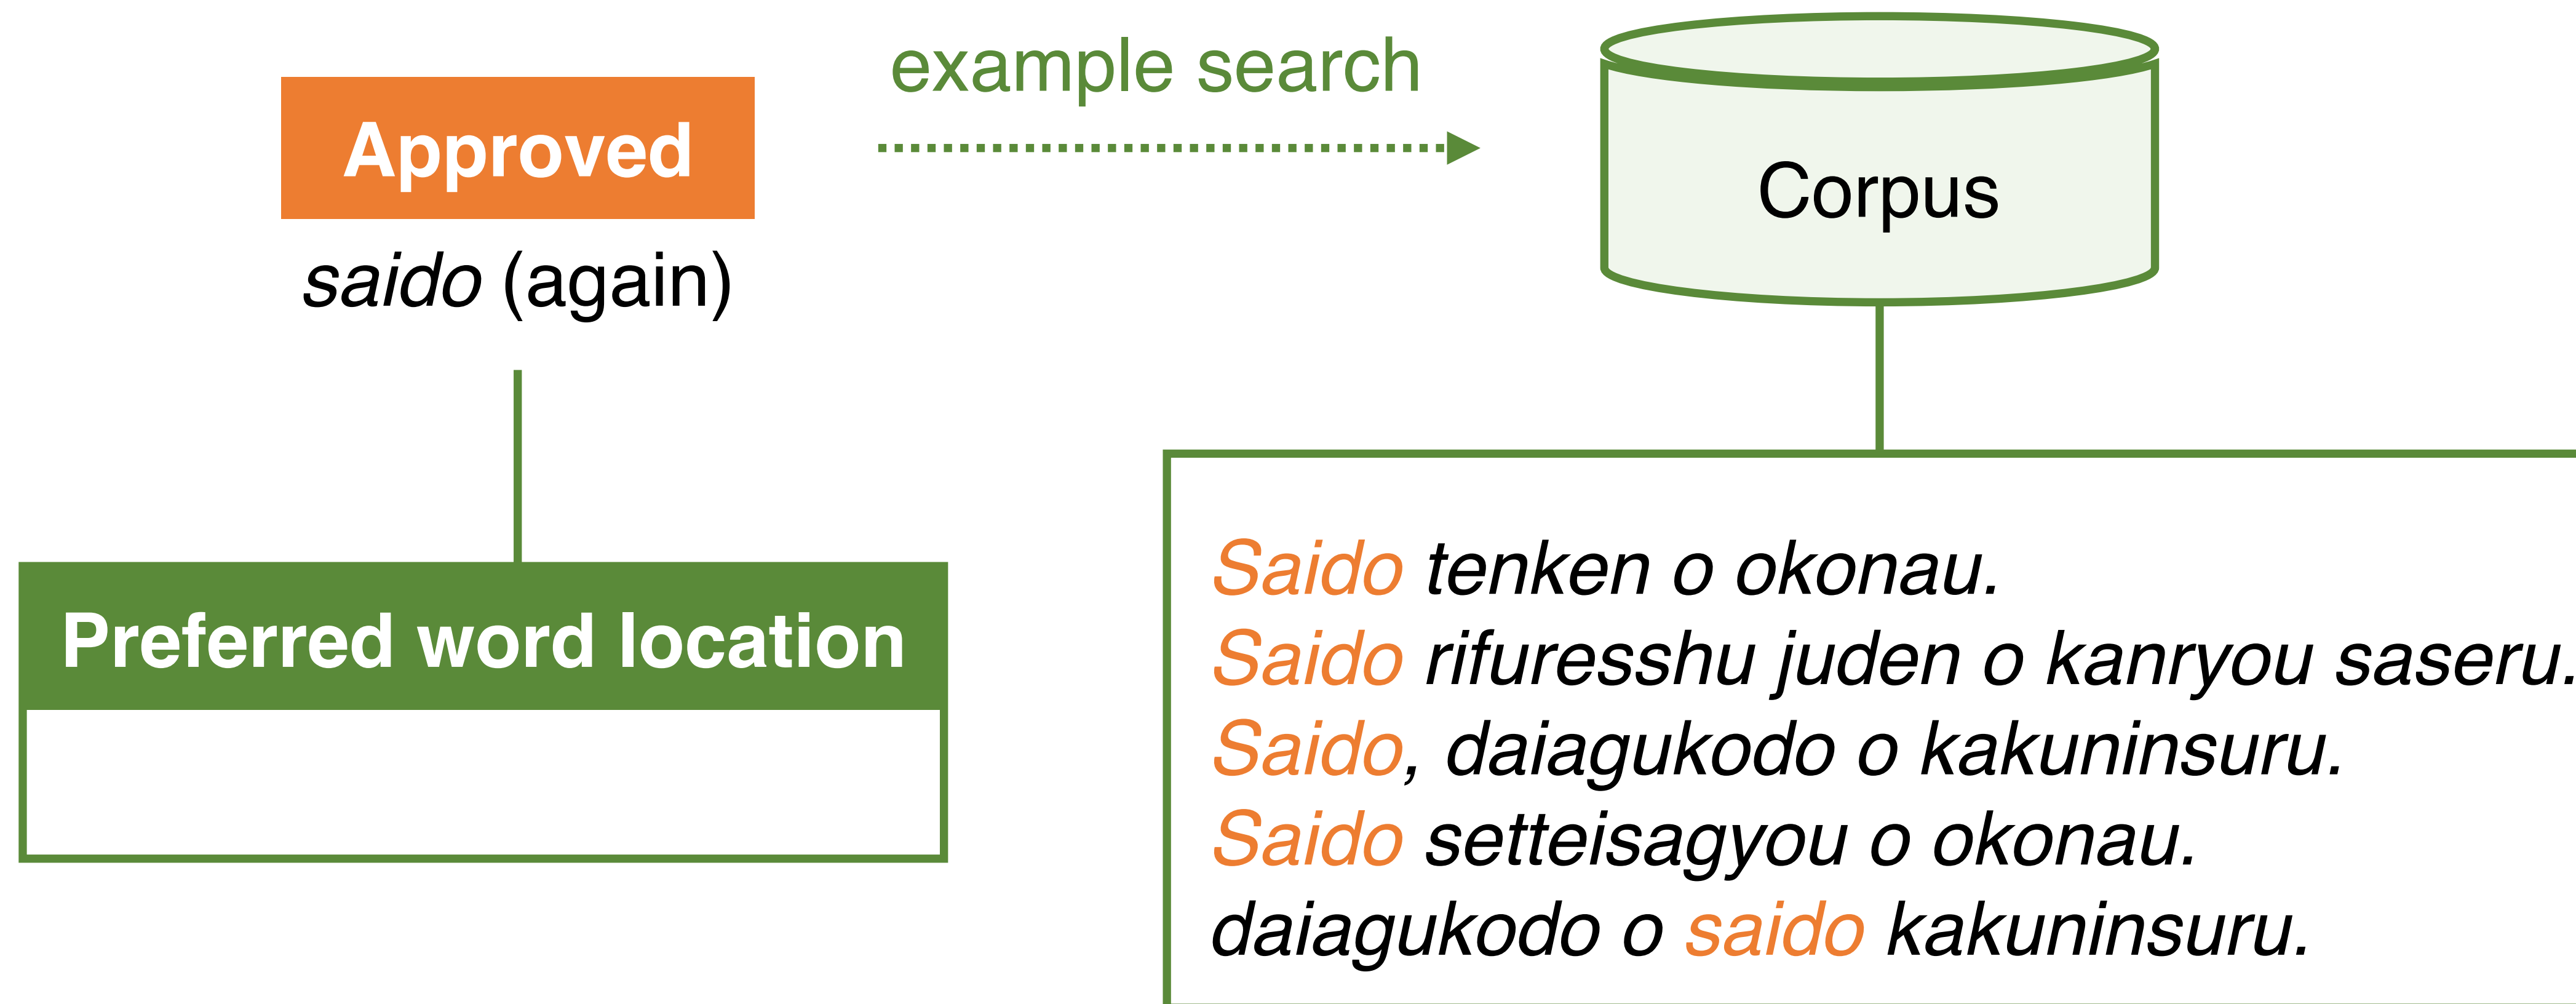 Approved
saido (again)
example search
Corpus
Preferred word location
Saido tenken o okonau.
Saido rifuresshu juden o kanryou saseru.
Saido, daiagukodo o kakuninsuru.
Saido setteisagyou o okonau.
daiagukodo o saido kakuninsuru.